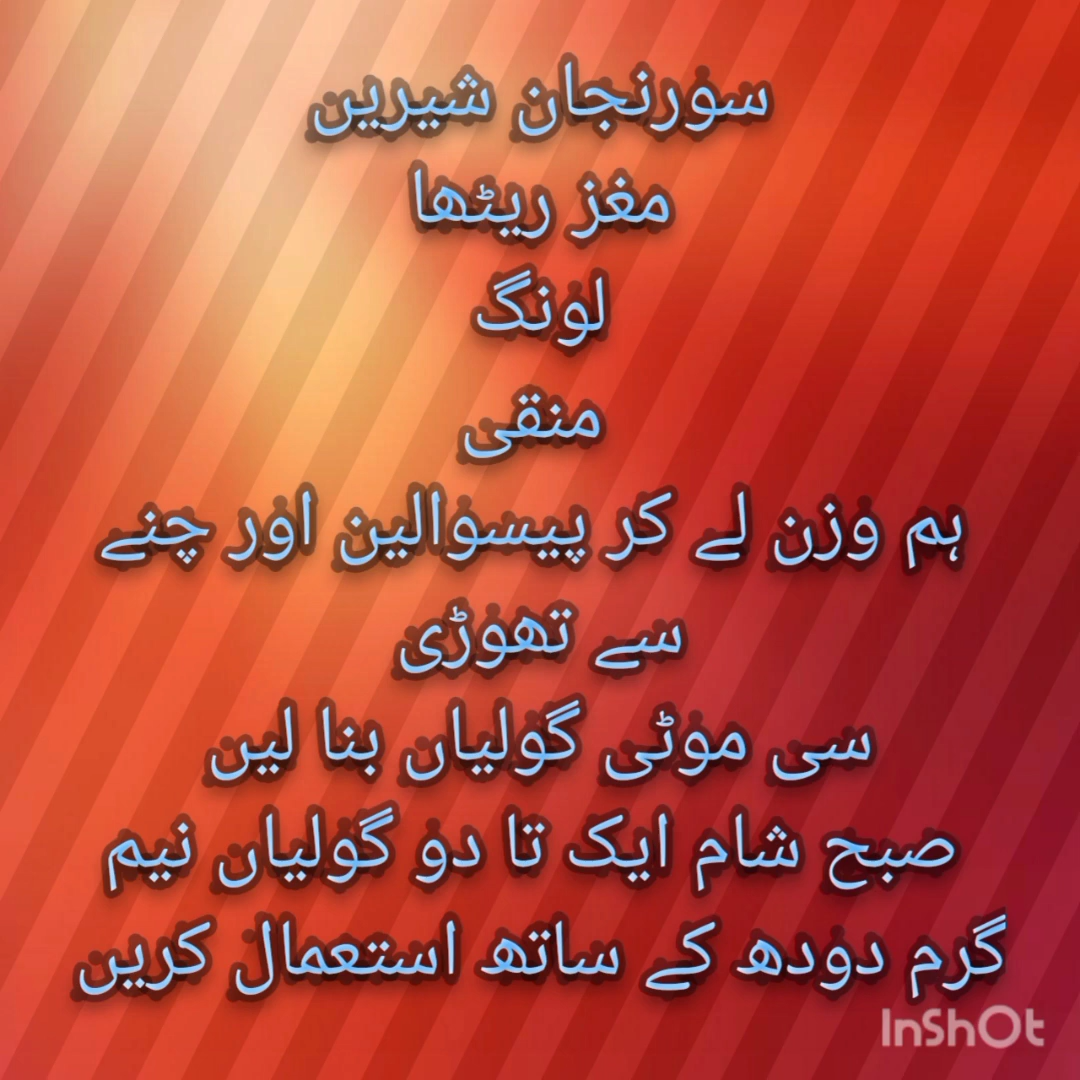 سورنجان شیریں
مغز ریٹھا
لونگ
منقی
ہم وزن لے کر پیسوالیں اور چنے
سے تھوڑی
سی موٹی گولیاں بنا لیں
صبح شام ایک تا دو گولیاں نیم
گرم دودھ کے ساتھ استعمال کریں
InShOt